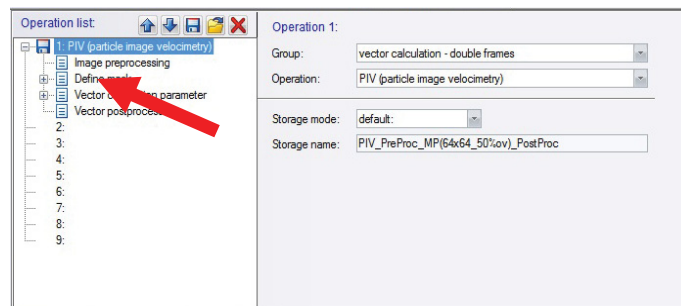 Operation list:
1: PIV (particle image velocimetry)
Image preprocessing
Define
Vector parameter
Vector
2:
3:
4:
5:
6:
7:
8:
9:
Operation 1:
Group: vector calculation - double frames
Operation: PIV (particle image velocimetry)
Storage mode: default:
Storage name: PIV_PreProc_MP(64x64_50%ov)_PostProc